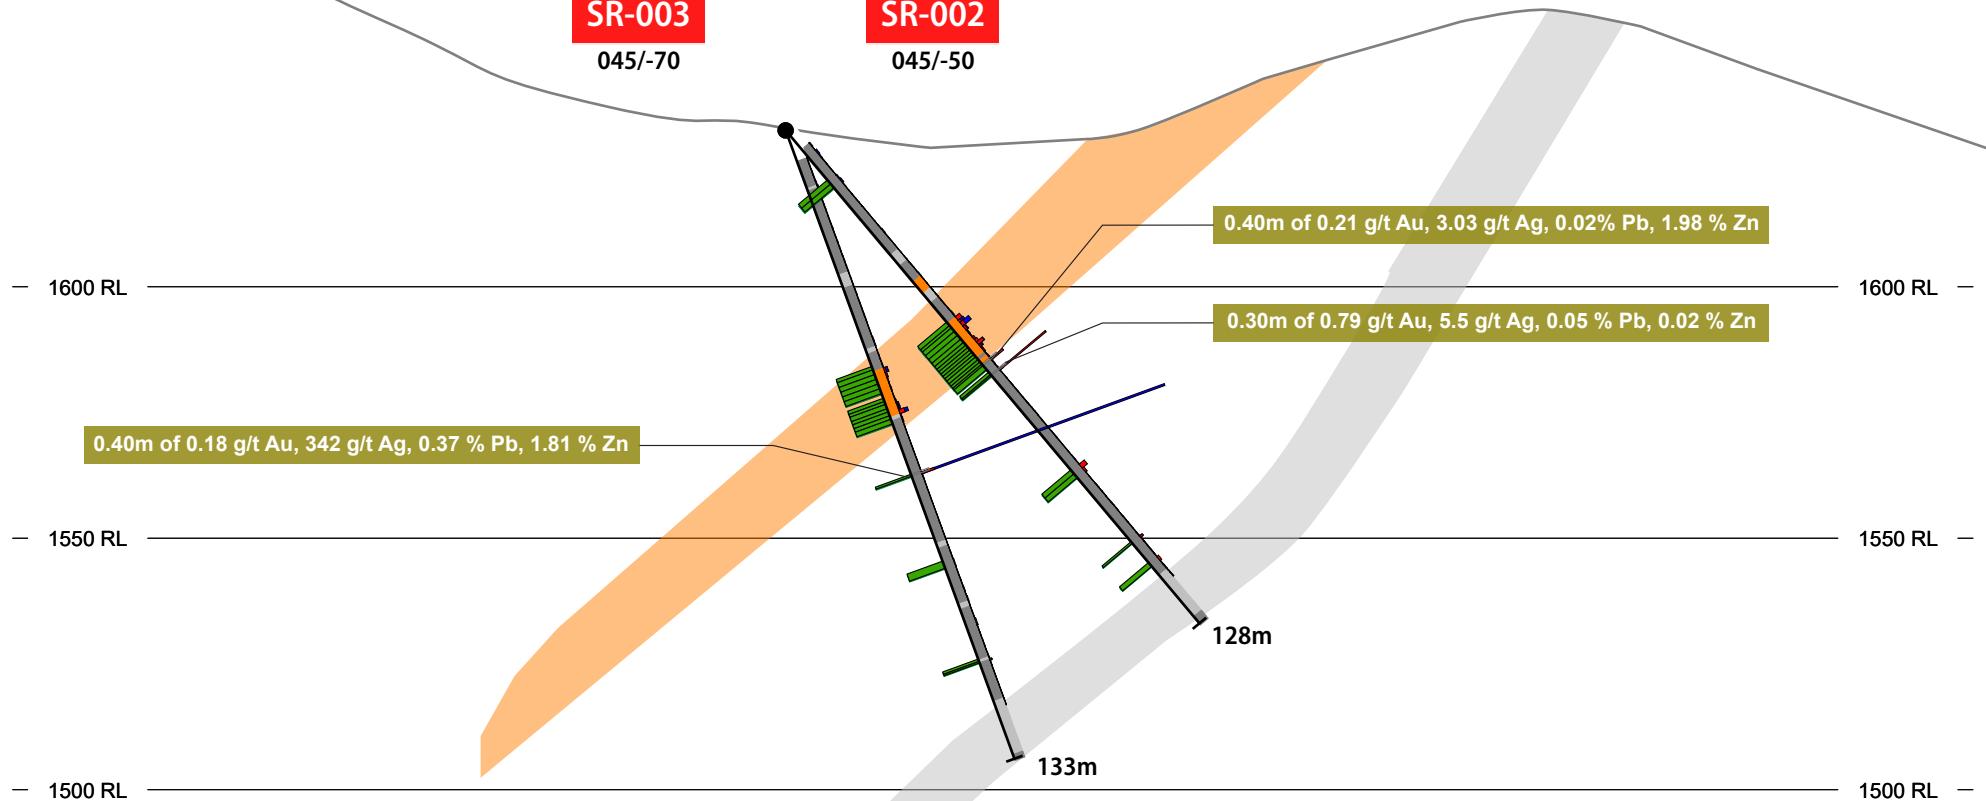 SR-003
SR-002
045/-70
045/-50
0.40m of 0.21 g/t Au, 3.03 g/t Ag, 0.02% Pb, 1.98 % Zn
1600 RL
1600 RL
0.30m of 0.79 g/t Au, 5.5 g/t Ag, 0.05 % Pb, 0.02 % Zn
0.40m of 0.18 g/t Au, 342 g/t Ag, 0.37 % Pb, 1.81 % Zn
1550 RL
1550 RL
128m
133m
1500 RL
1500 RL